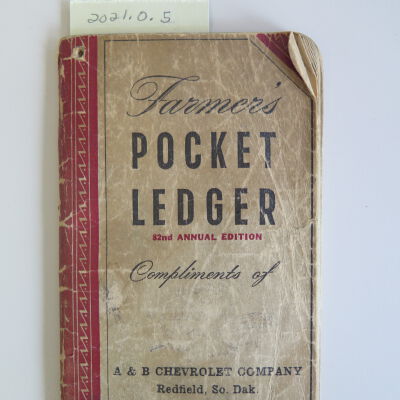 2021.0.5
Farmer's
POCKET
LEDGER
82nd ANNUAL EDITION
Compliments of
A & B CHEVROLET COMPANY
Redfield, So. Dak.